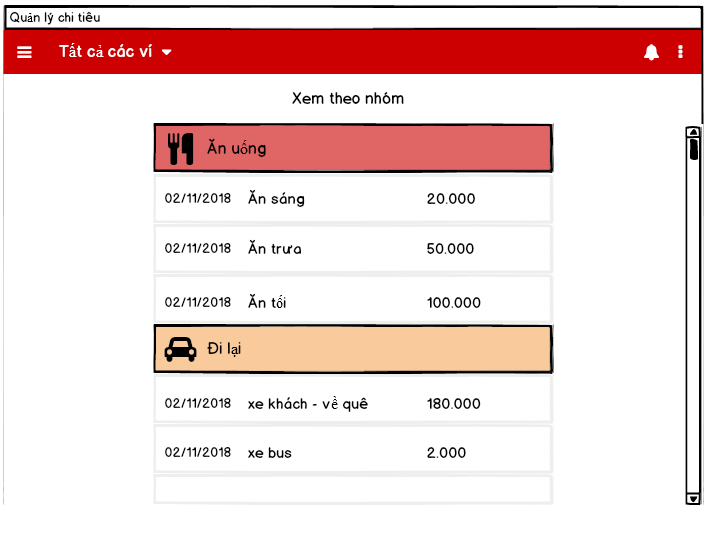 Quản lý chi tiêu
Tất cả các ví
Xem theo nhóm
Ăn uống
02/11/2018 Ăn sáng 20.000
02/11/2018 Ăn trưa 50.000
02/11/2018 Ăn tối 100.000
Đi lại
02/11/2018 xe khách - về quê 180.000
02/11/2018 xe bus 2.000